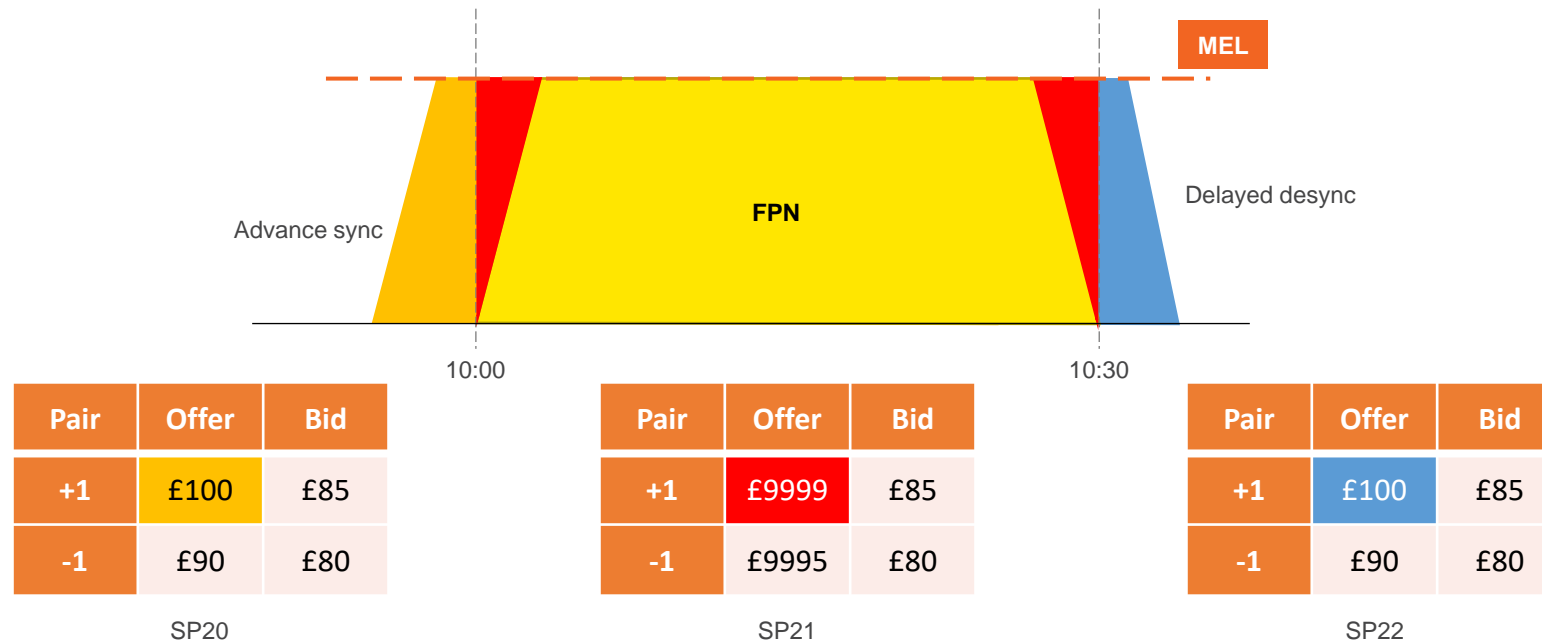 MEL
Advance sync
FPN
Delayed desync
10:00
10:30
Pair Offer Bid
+1 £100 £85
-1 £90 £80
SP20
Pair Offer Bid
+1 £9999 £85
-1 £9995 £80
SP21
Pair Offer Bid
+1 £100 £85
-1 £90 £80
SP22